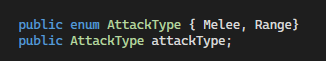 public enum AttackType { Melee, Range}
public AttackType attackType;